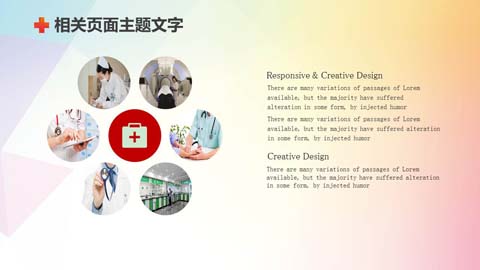 相关页面主题文字
Responsive & Creative Design
There are many variations of passages of Lorem
available, but the majority have suffered
alteration in some form, by injected humor
There are many variations of passages of Lorem
available, but the majority have suffered alteration
in some form, by injected humor
Creative Design
There are many variations of passages of Lorem
available, but the majority have suffered alteration
in some form, by injected humor